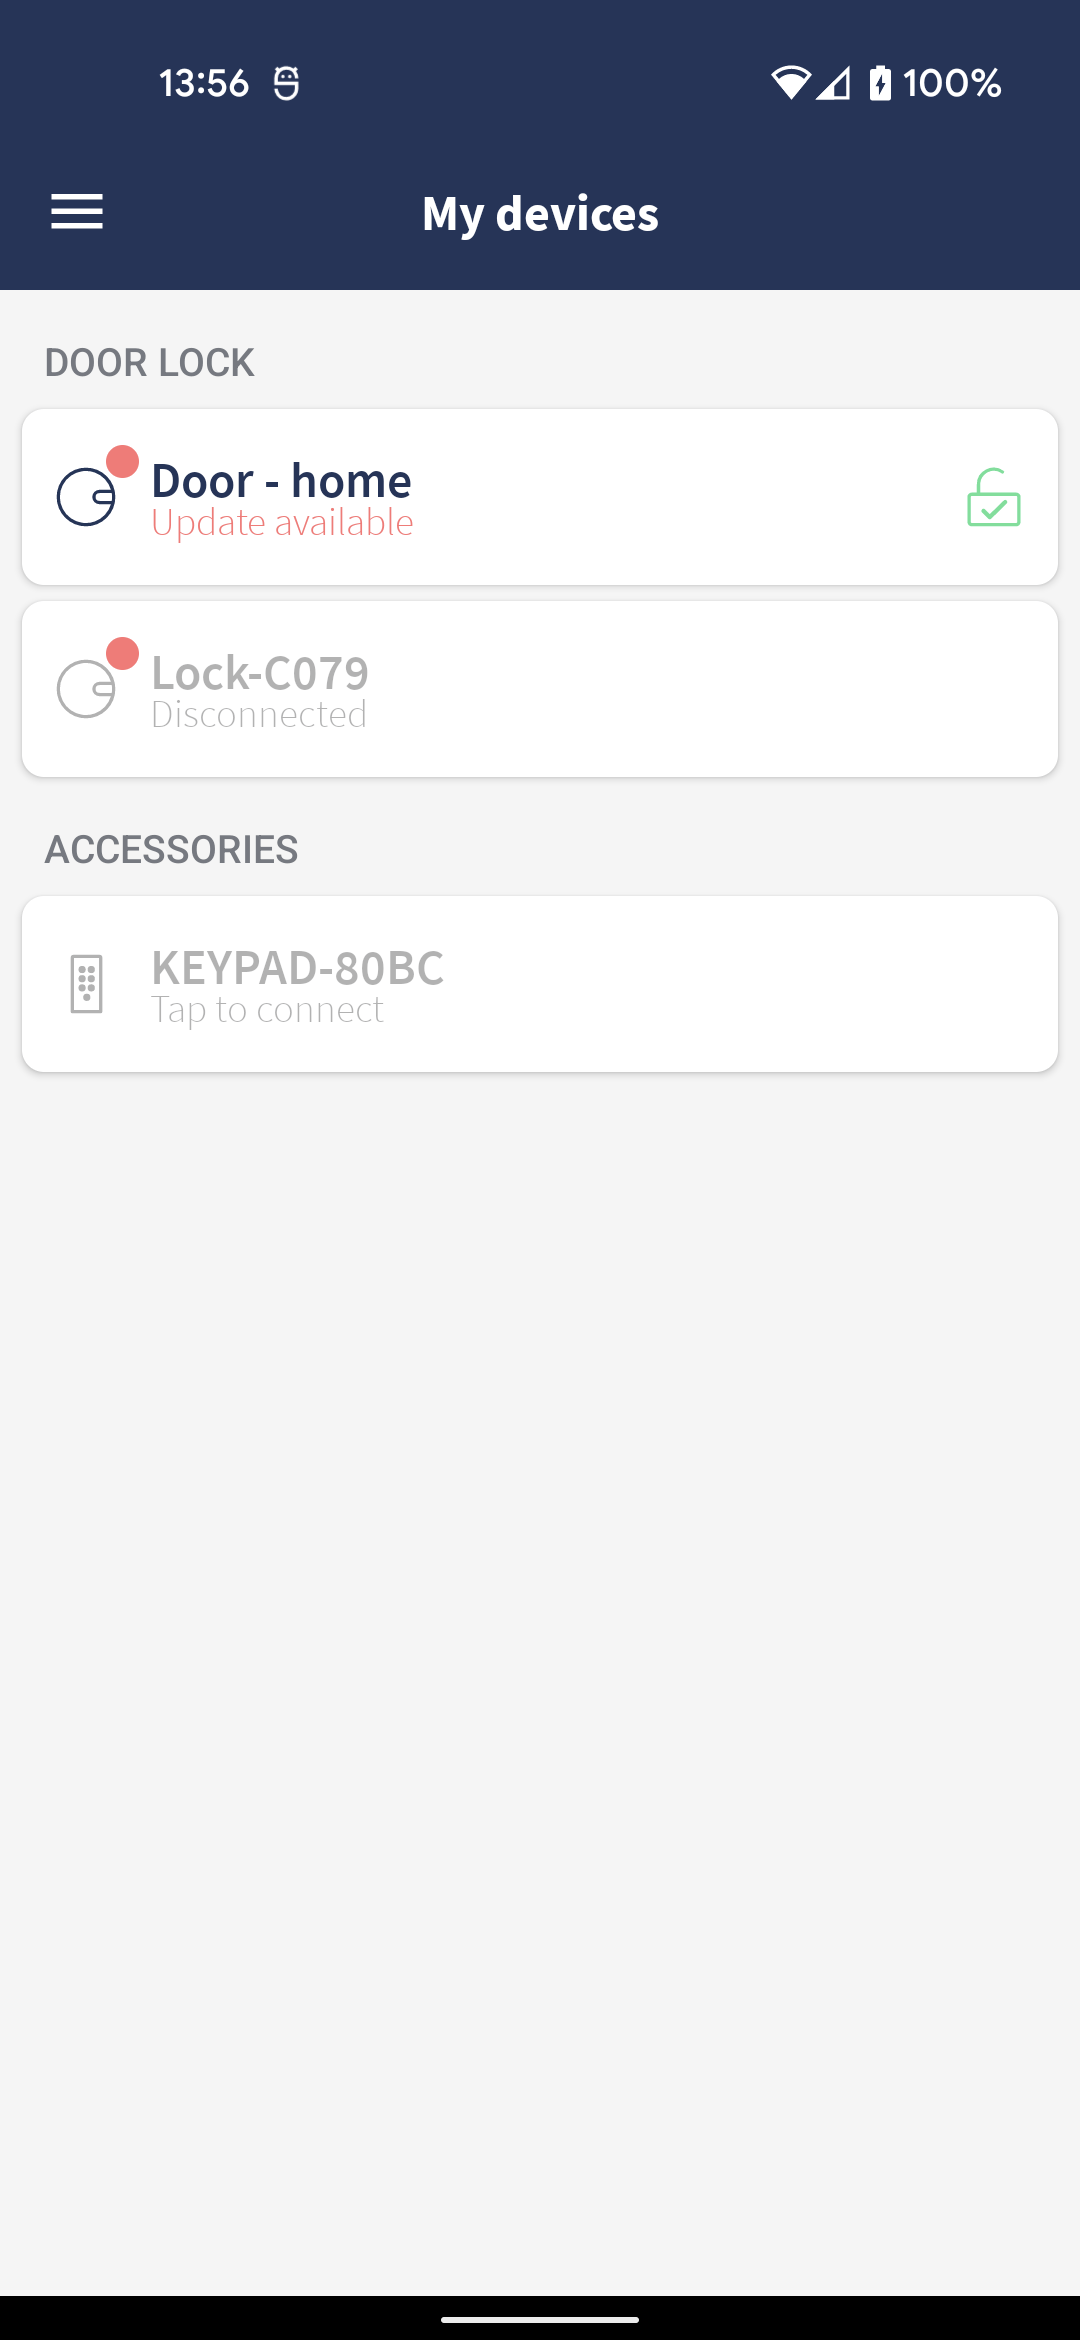 13:56
100%
My devices
DOOR LOCK
Door - home
Update available
Lock-C079
Disconnected
ACCESSORIES
KEYPAD-80BC
Tap to connect